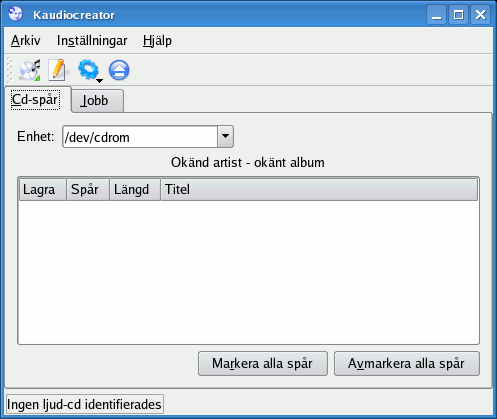 Kaudiocreator
Arkiv Inställningar Hjälp
Cd-spår Jobb
Enhet: /dev/cdrom
Okänd artist - okänt album
Lagra Spår Längd Titel
Markera alla spår Avmarkera alla spår
Ingen ljud-cd identifierades